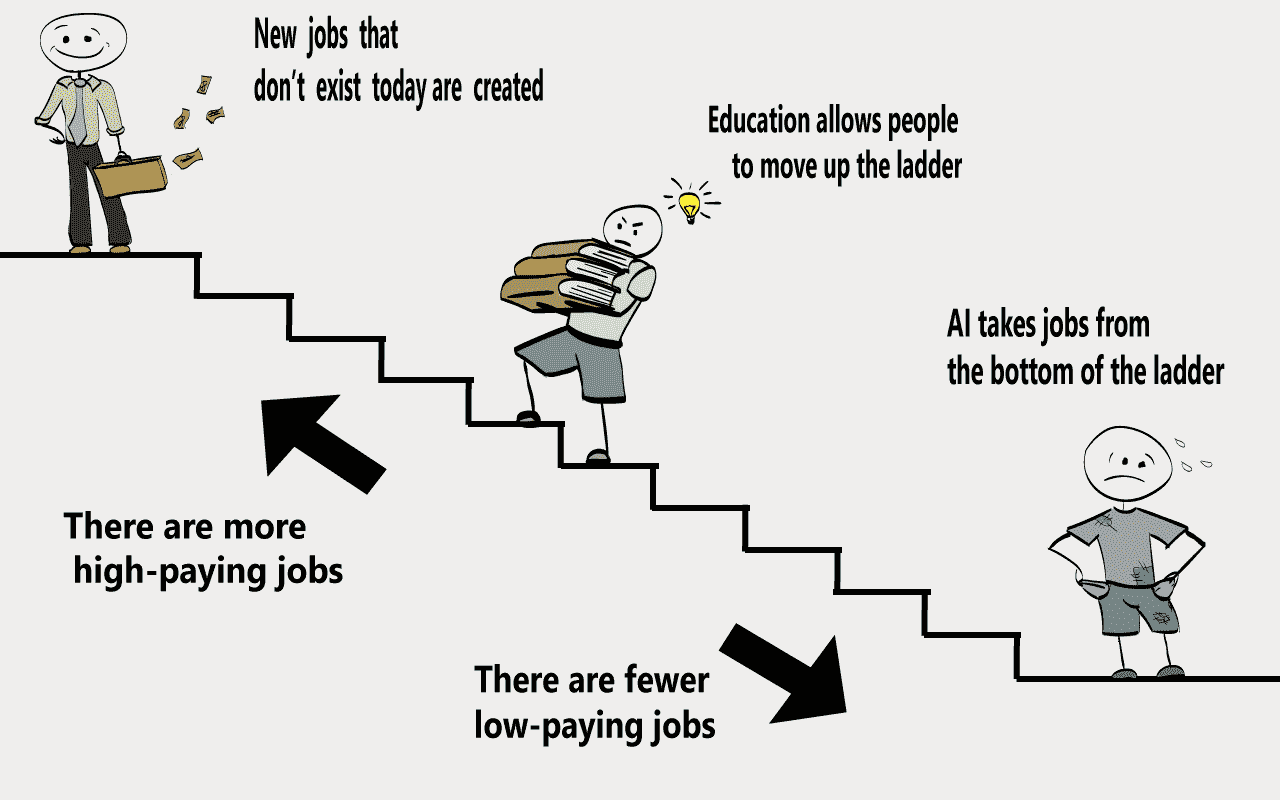 New jobs that
don't exist today are created
Education allows people
to move up the ladder
AI takes jobs from
the bottom of the ladder
There are more
high-paying jobs
There are fewer
low-paying jobs